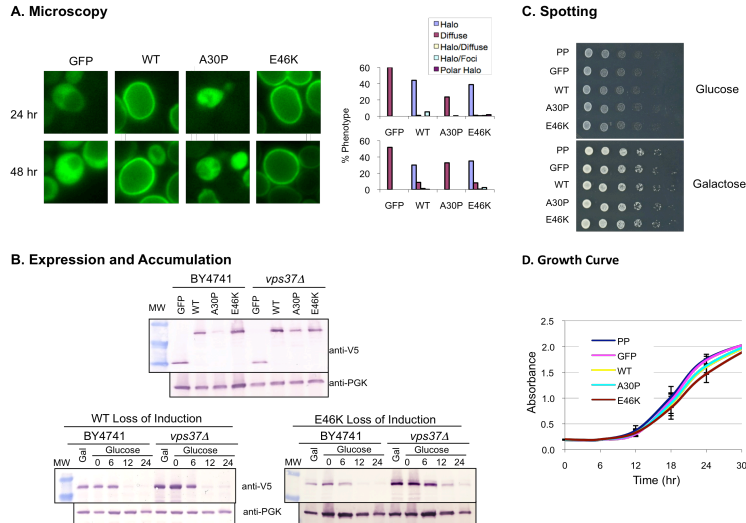 A. Microscopy
GFP WT A30P E46K
24 hr
48 hr
Halo
Diffuse
Halo/Diffuse
Halo/Foci
Polar Halo
% Phenotype
60
40
20
0
GFP WT A30P E46K
60
40
20
0
GFP WT A30P E46K
C. Spotting
PP
GFP
WT
A30P
E46K
Glucose
PP
GFP
WT
A30P
E46K
Galactose
B. Expression and Accumulation
BY4741 vps37Δ
MW GFP WT A30P E46K GFP WT A30P E46K
anti-V5
anti-PGK
WT Loss of Induction
BY4741 vps37Δ
Gal Glucose Gal Glucose
MW 0 6 12 24 0 6 12 24
anti-V5
anti-PGK
E46K Loss of Induction
BY4741 vps37Δ
Gal Glucose Gal Glucose
MW 0 6 12 24 0 6 12 24
D. Growth Curve
Absorbance
2.5
2.0
1.5
1.0
0.5
0.0
PP
GFP
WT
A30P
E46K
0 6 12 18 24 30
Time (hr)